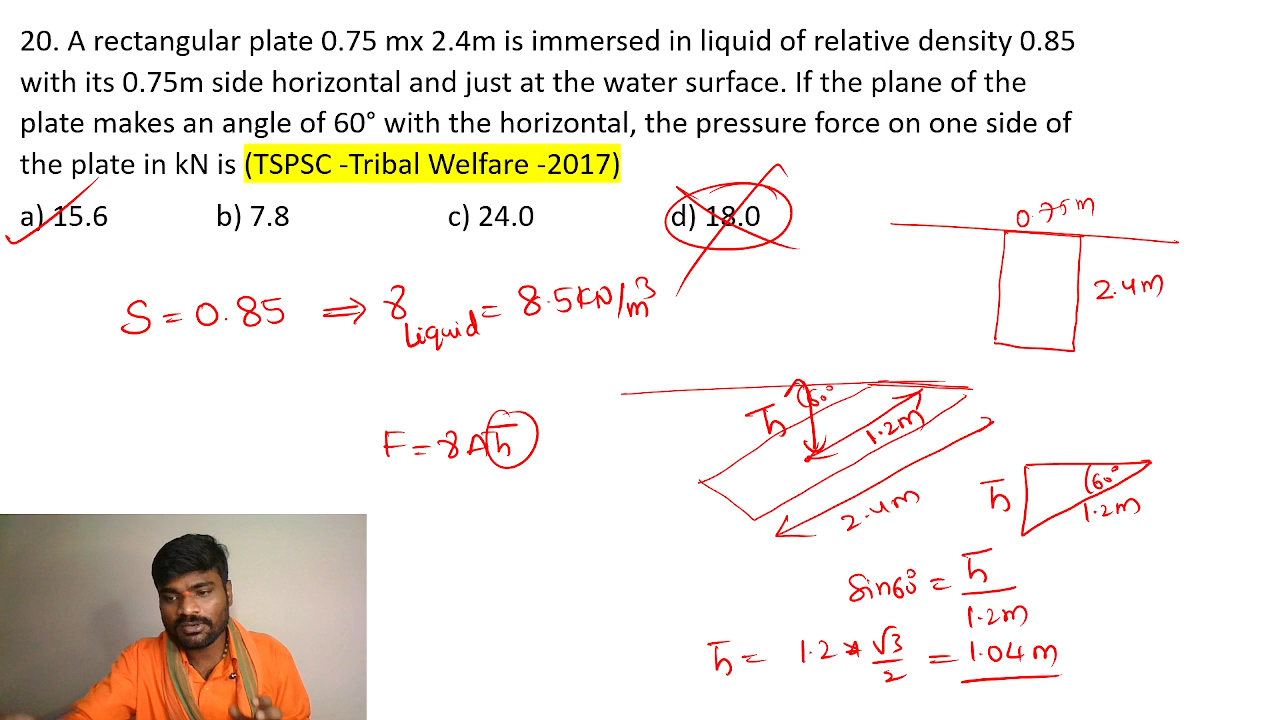 20. A rectangular plate 0.75 mx 2.4m is immersed in liquid of relative density 0.85
with its 0.75m side horizontal and just at the water surface. If the plane of the
plate makes an angle of 60° with the horizontal, the pressure force on one side of
the plate in kN is (TSPSC -Tribal Welfare -2017)
a) 15.6 b) 7.8 c) 24.0 d) 18.0
0.75m
2.4m
S = 0.85 ⇒ γ liquid = 8.5 KN/m³
F = γ A h̄
h̄ 60° 1.2m
2.4m
h̄ 60° 1.2m
Sin60° = h̄ / 1.2m
h̄ = 1.2 * √3/2 = 1.04m